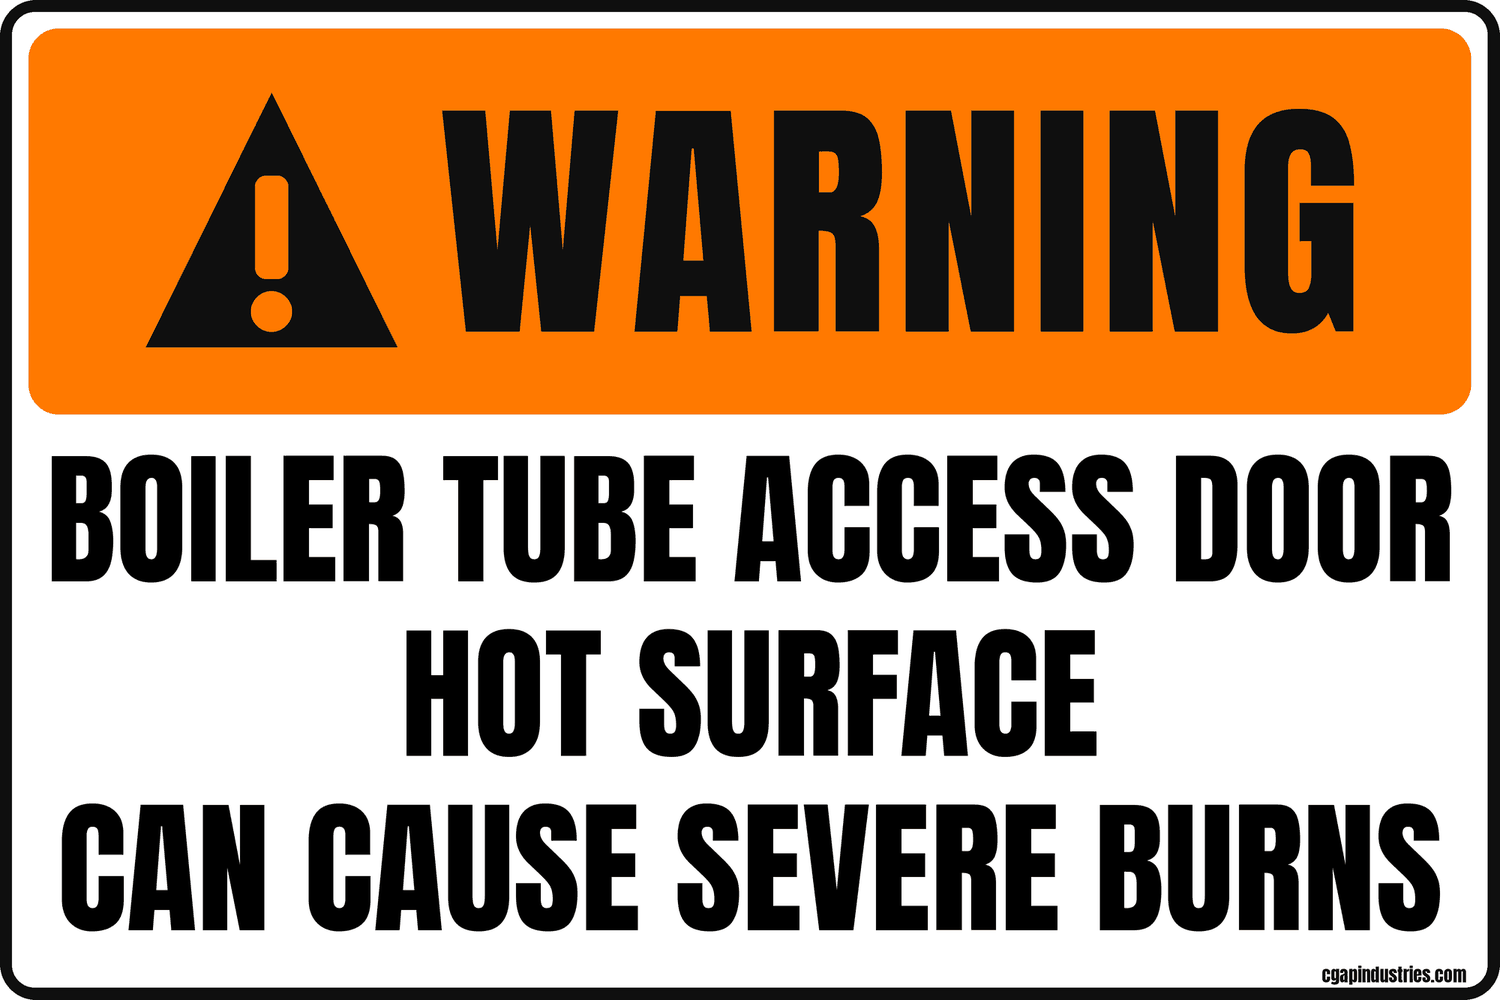 WARNING
BOILER TUBE ACCESS DOOR
HOT SURFACE
CAN CAUSE SEVERE BURNS
cgapindustries.com